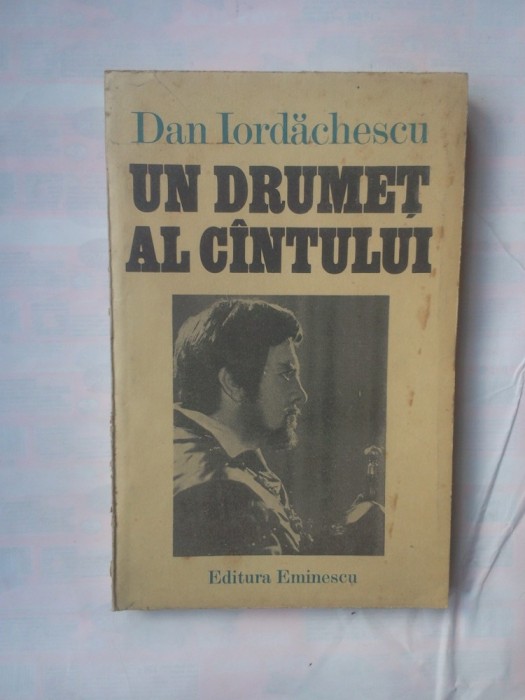 Dan Iordăchescu
UN DRUMEȚ
AL CÎNTULUI
Editura Eminescu